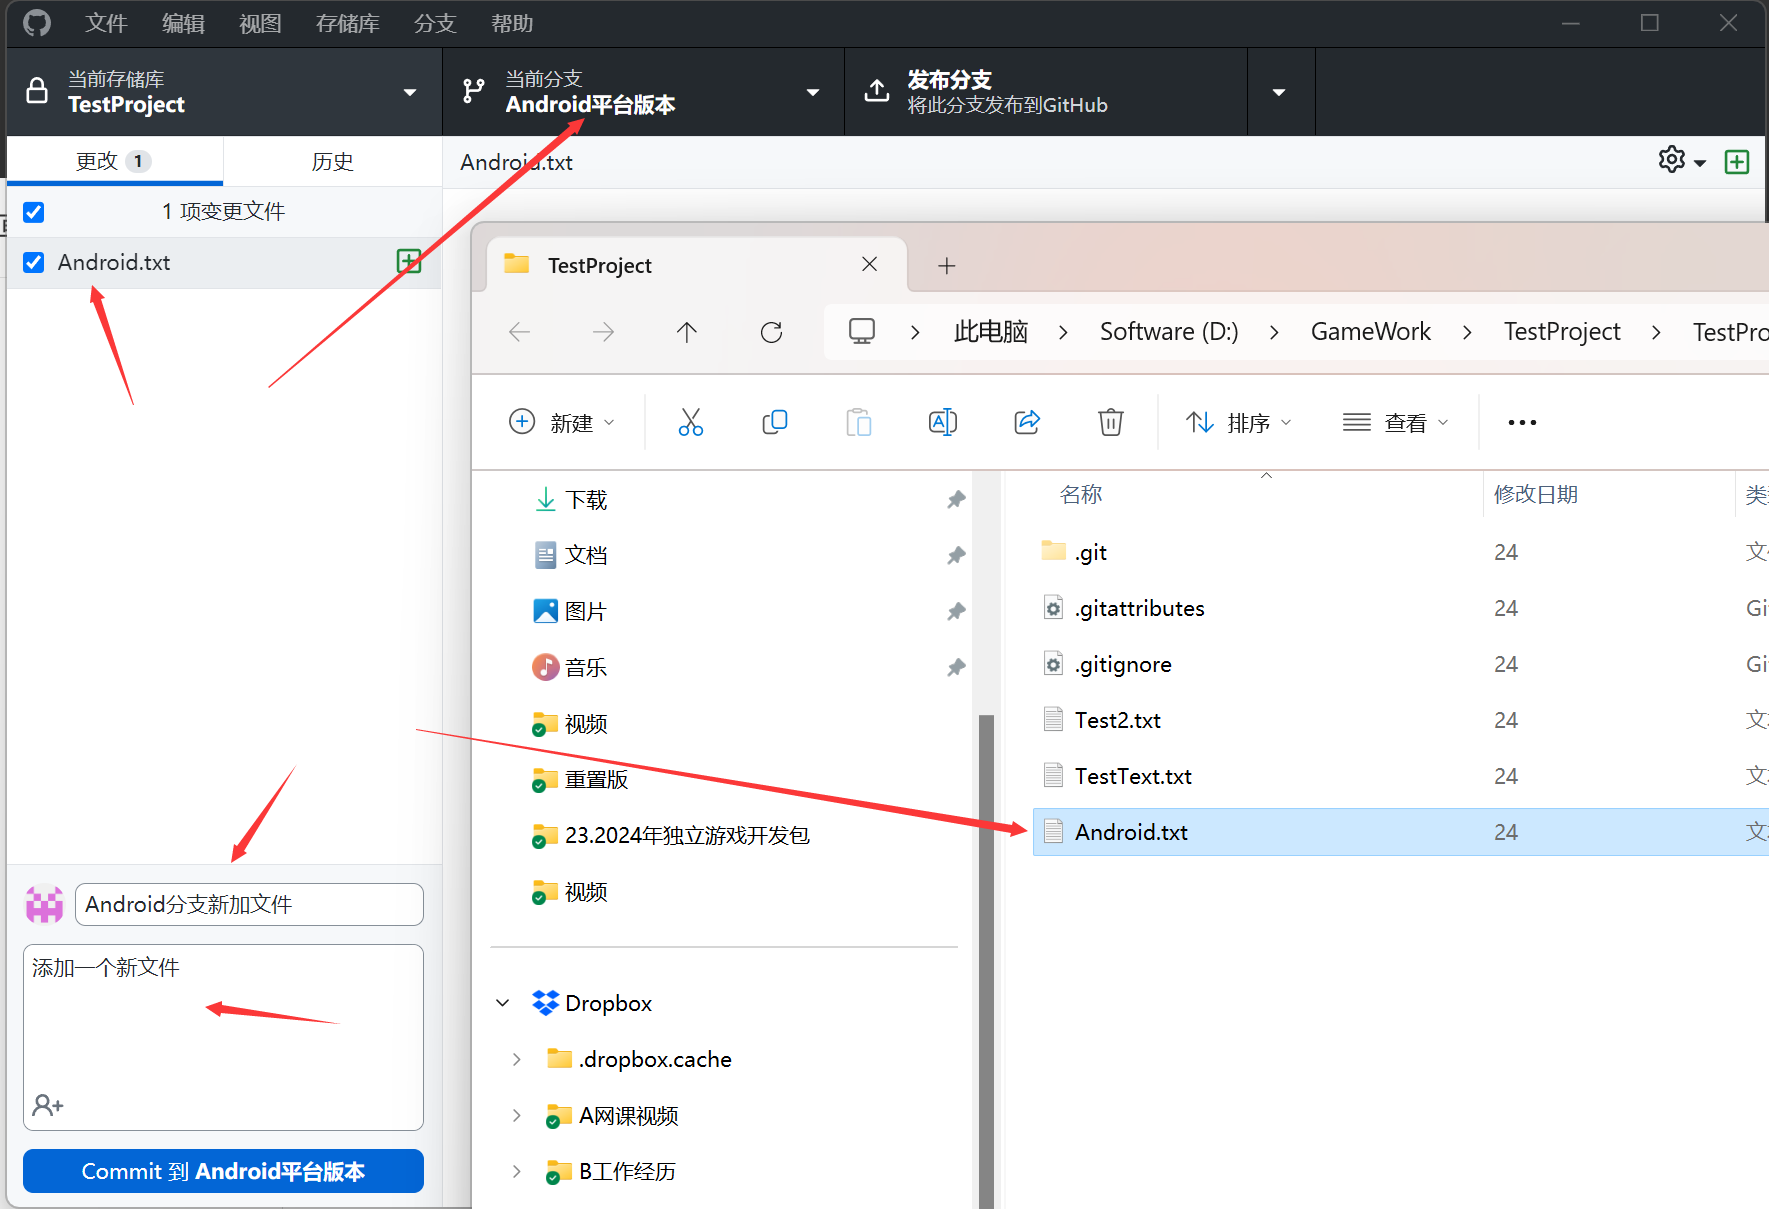 文件 编辑 视图 存储库 分支 帮助
当前存储库
TestProject
当前分支
Android平台版本
发布分支
将此分支发布到GitHub
更改 1
历史
Android.txt
1 项变更文件
Android.txt
TestProject
此电脑 > Software (D:) > GameWork > TestProject > TestPro
新建
排序
查看
下载
文档
图片
音乐
视频
重置版
23.2024年独立游戏开发包
视频
Dropbox
.dropbox.cache
A网课视频
B工作经历
名称 修改日期
.git 24
.gitattributes 24 Gi
.gitignore 24 Gi
Test2.txt 24
TestText.txt 24
Android.txt 24
Android分支新加文件
添加一个新文件
Commit 到 Android平台版本